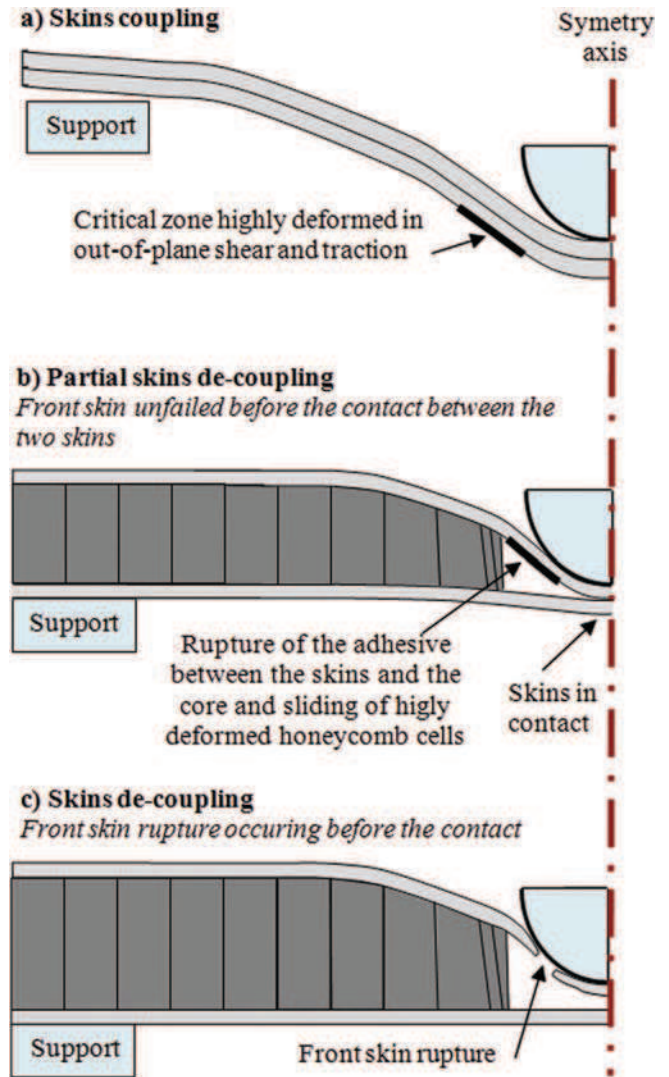 a) Skins coupling
Symetry
axis
Support
Critical zone highly deformed in
out-of-plane shear and traction
b) Partial skins de-coupling
Front skin unfailed before the contact between the
two skins
Support
Rupture of the adhesive
between the skins and the
core and sliding of higly
deformed honeycomb cells
Skins in
contact
c) Skins de-coupling
Front skin rupture occuring before the contact
Support
Front skin rupture